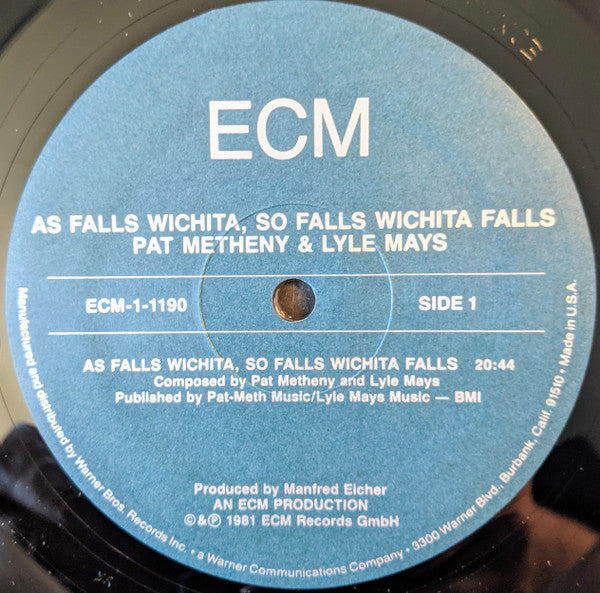 ECM
AS FALLS WICHITA, SO FALLS WICHITA FALLS
PAT METHENY & LYLE MAYS
ECM-1-1190
SIDE 1
AS FALLS WICHITA, SO FALLS WICHITA FALLS 20:44
Composed by Pat Metheny and Lyle Mays
Published by Pat-Meth Music/Lyle Mays Music — BMI
Produced by Manfred Eicher
AN ECM PRODUCTION
©&℗ 1981 ECM Records GmbH
Manufactured and distributed by Warner Bros. Records Inc. • a Warner Communications Company • 3300 Warner Blvd., Burbank, Calif. 91510 • Made in U.S.A.